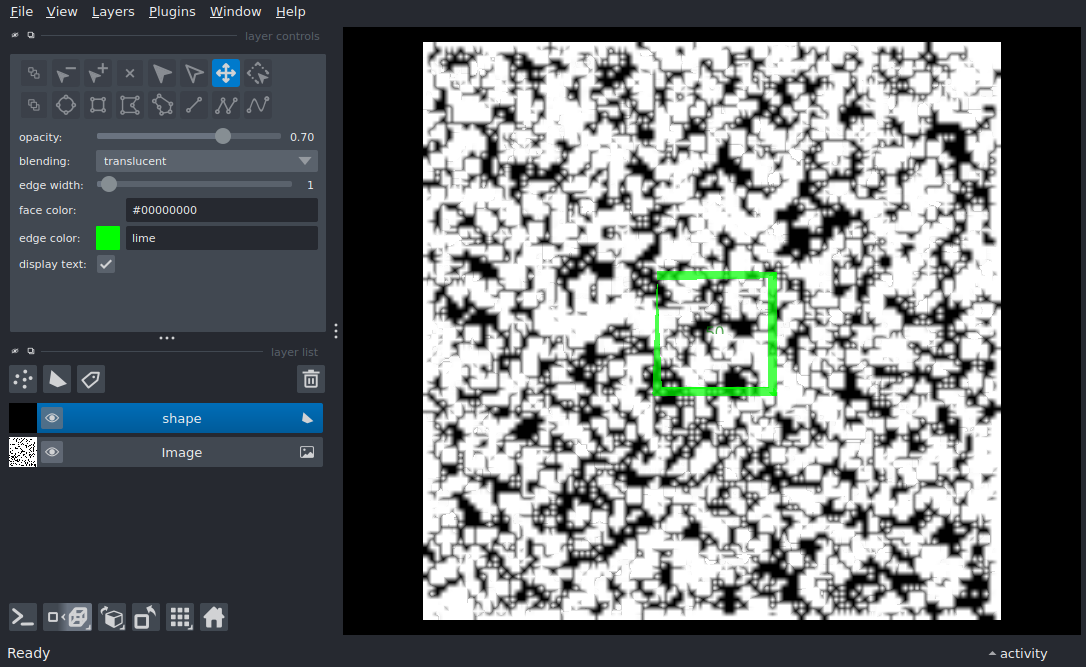 File View Layers Plugins Window Help
layer controls
opacity: 0.70
blending: translucent
edge width: 1
face color: #00000000
edge color: lime
display text:
layer list
shape
Image
Ready
activity